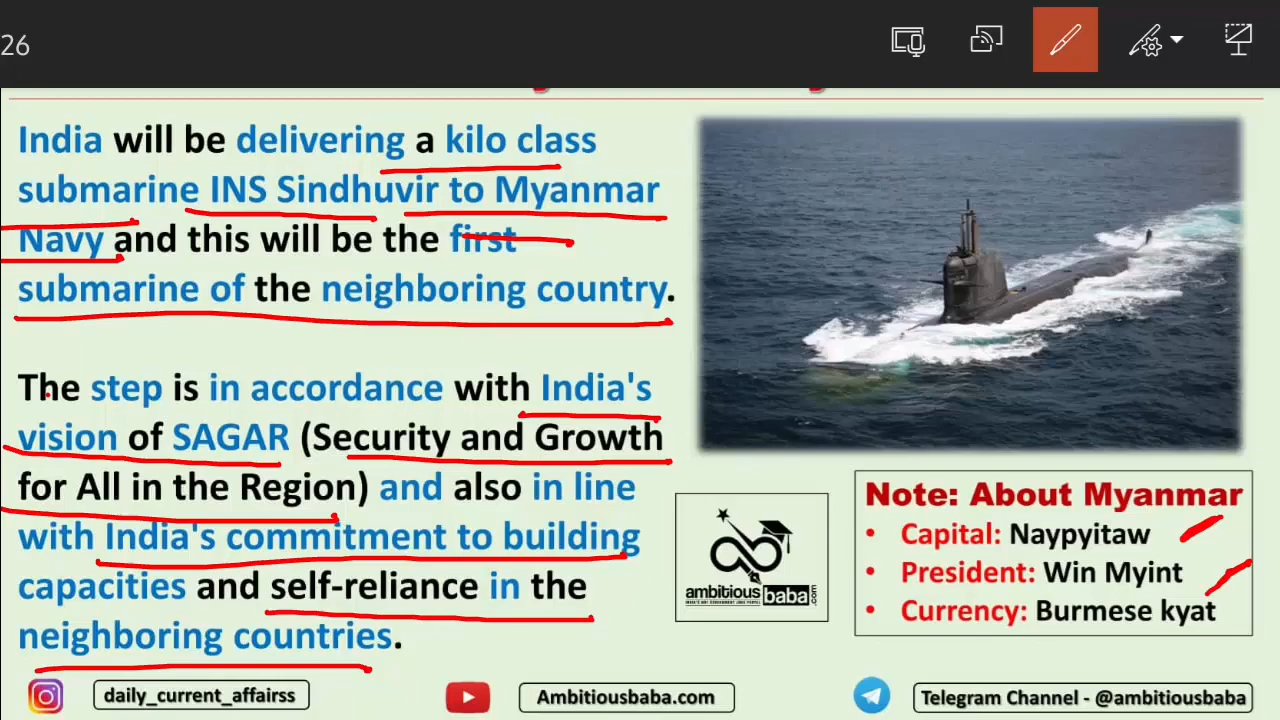 26
India will be delivering a kilo class
submarine INS Sindhuvir to Myanmar
Navy and this will be the first
submarine of the neighboring country.
The step is in accordance with India's
vision of SAGAR (Security and Growth
for All in the Region) and also in line
with India's commitment to building
capacities and self-reliance in the
neighboring countries.
ambitiousbaba.com
Note: About Myanmar
• Capital: Naypyitaw
• President: Win Myint
• Currency: Burmese kyat
daily_current_affairss
Ambitiousbaba.com
Telegram Channel - @ambitiousbaba